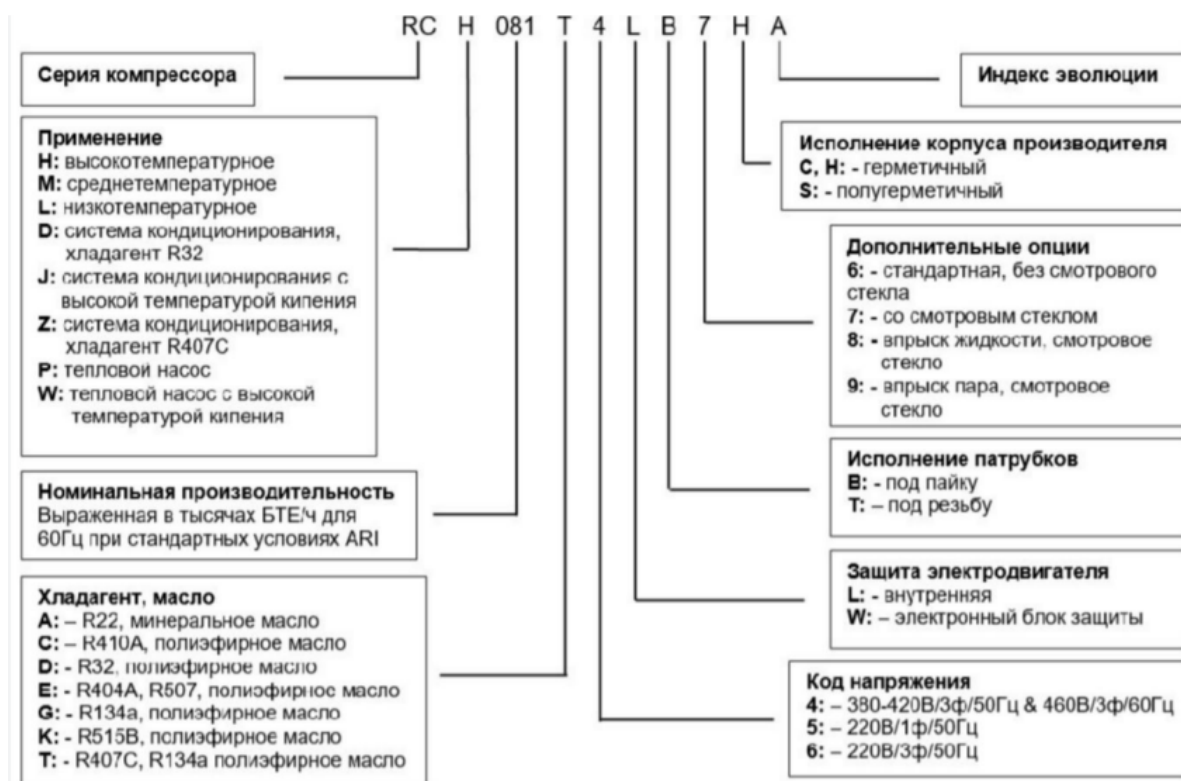 RC H 081 T 4 L B 7 H A
Серия компрессора
Применение
H: высокотемпературное
M: среднетемпературное
L: низкотемпературное
D: система кондиционирования,
хладагент R32
J: система кондиционирования с
высокой температурой кипения
Z: система кондиционирования,
хладагент R407C
P: тепловой насос
W: тепловой насос с высокой
температурой кипения
Номинальная производительность
Выраженная в тысячах БТЕ/ч для
60Гц при стандартных условиях ARI
Хладагент, масло
A: – R22, минеральное масло
C: – R410A, полиэфирное масло
D: - R32, полиэфирное масло
E: - R404A, R507, полиэфирное масло
G: - R134a, полиэфирное масло
K: - R515B, полиэфирное масло
T: - R407C, R134a полиэфирное масло
Индекс эволюции
Исполнение корпуса производителя
C, H: - герметичный
S: - полугерметичный
Дополнительные опции
6: - стандартная, без смотрового
стекла
7: - со смотровым стеклом
8: - впрыск жидкости, смотровое
стекло
9: - впрыск пара, смотровое
стекло
Исполнение патрубков
B: - под пайку
T: – под резьбу
Защита электродвигателя
L: - внутренняя
W: – электронный блок защиты
Код напряжения
4: – 380-420В/3ф/50Гц & 460В/3ф/60Гц
5: – 220В/1ф/50Гц
6: – 220В/3ф/50Гц